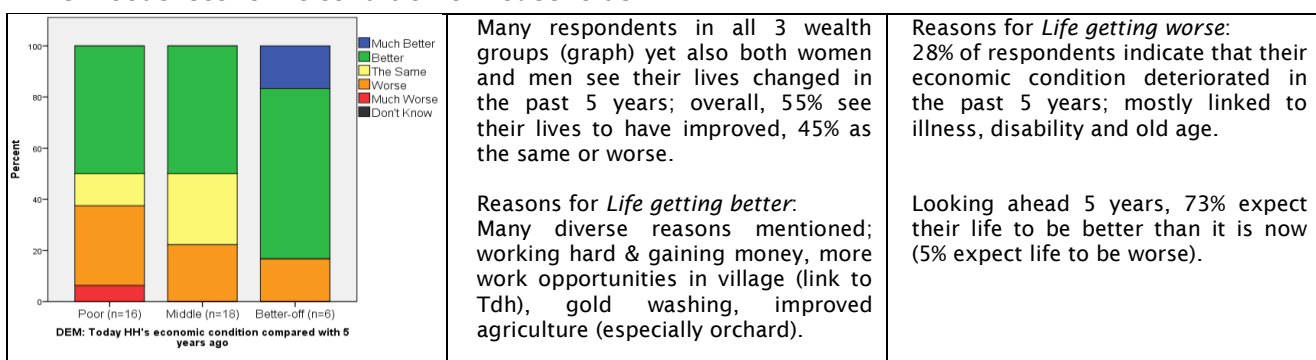 Much Better
Better
The Same
Worse
Much Worse
Don't Know
100
80
60
40
20
0
Percent
Poor (n=16) Middle (n=18) Better-off (n=6)
DEM: Today HH's economic condition compared with 5
years ago
Many respondents in all 3 wealth
groups (graph) yet also both women
and men see their lives changed in
the past 5 years; overall, 55% see
their lives to have improved, 45% as
the same or worse.
Reasons for Life getting better:
Many diverse reasons mentioned;
working hard & gaining money, more
work opportunities in village (link to
Tdh), gold washing, improved
agriculture (especially orchard).
Reasons for Life getting worse:
28% of respondents indicate that their
economic condition deteriorated in
the past 5 years; mostly linked to
illness, disability and old age.
Looking ahead 5 years, 73% expect
their life to be better than it is now
(5% expect life to be worse).